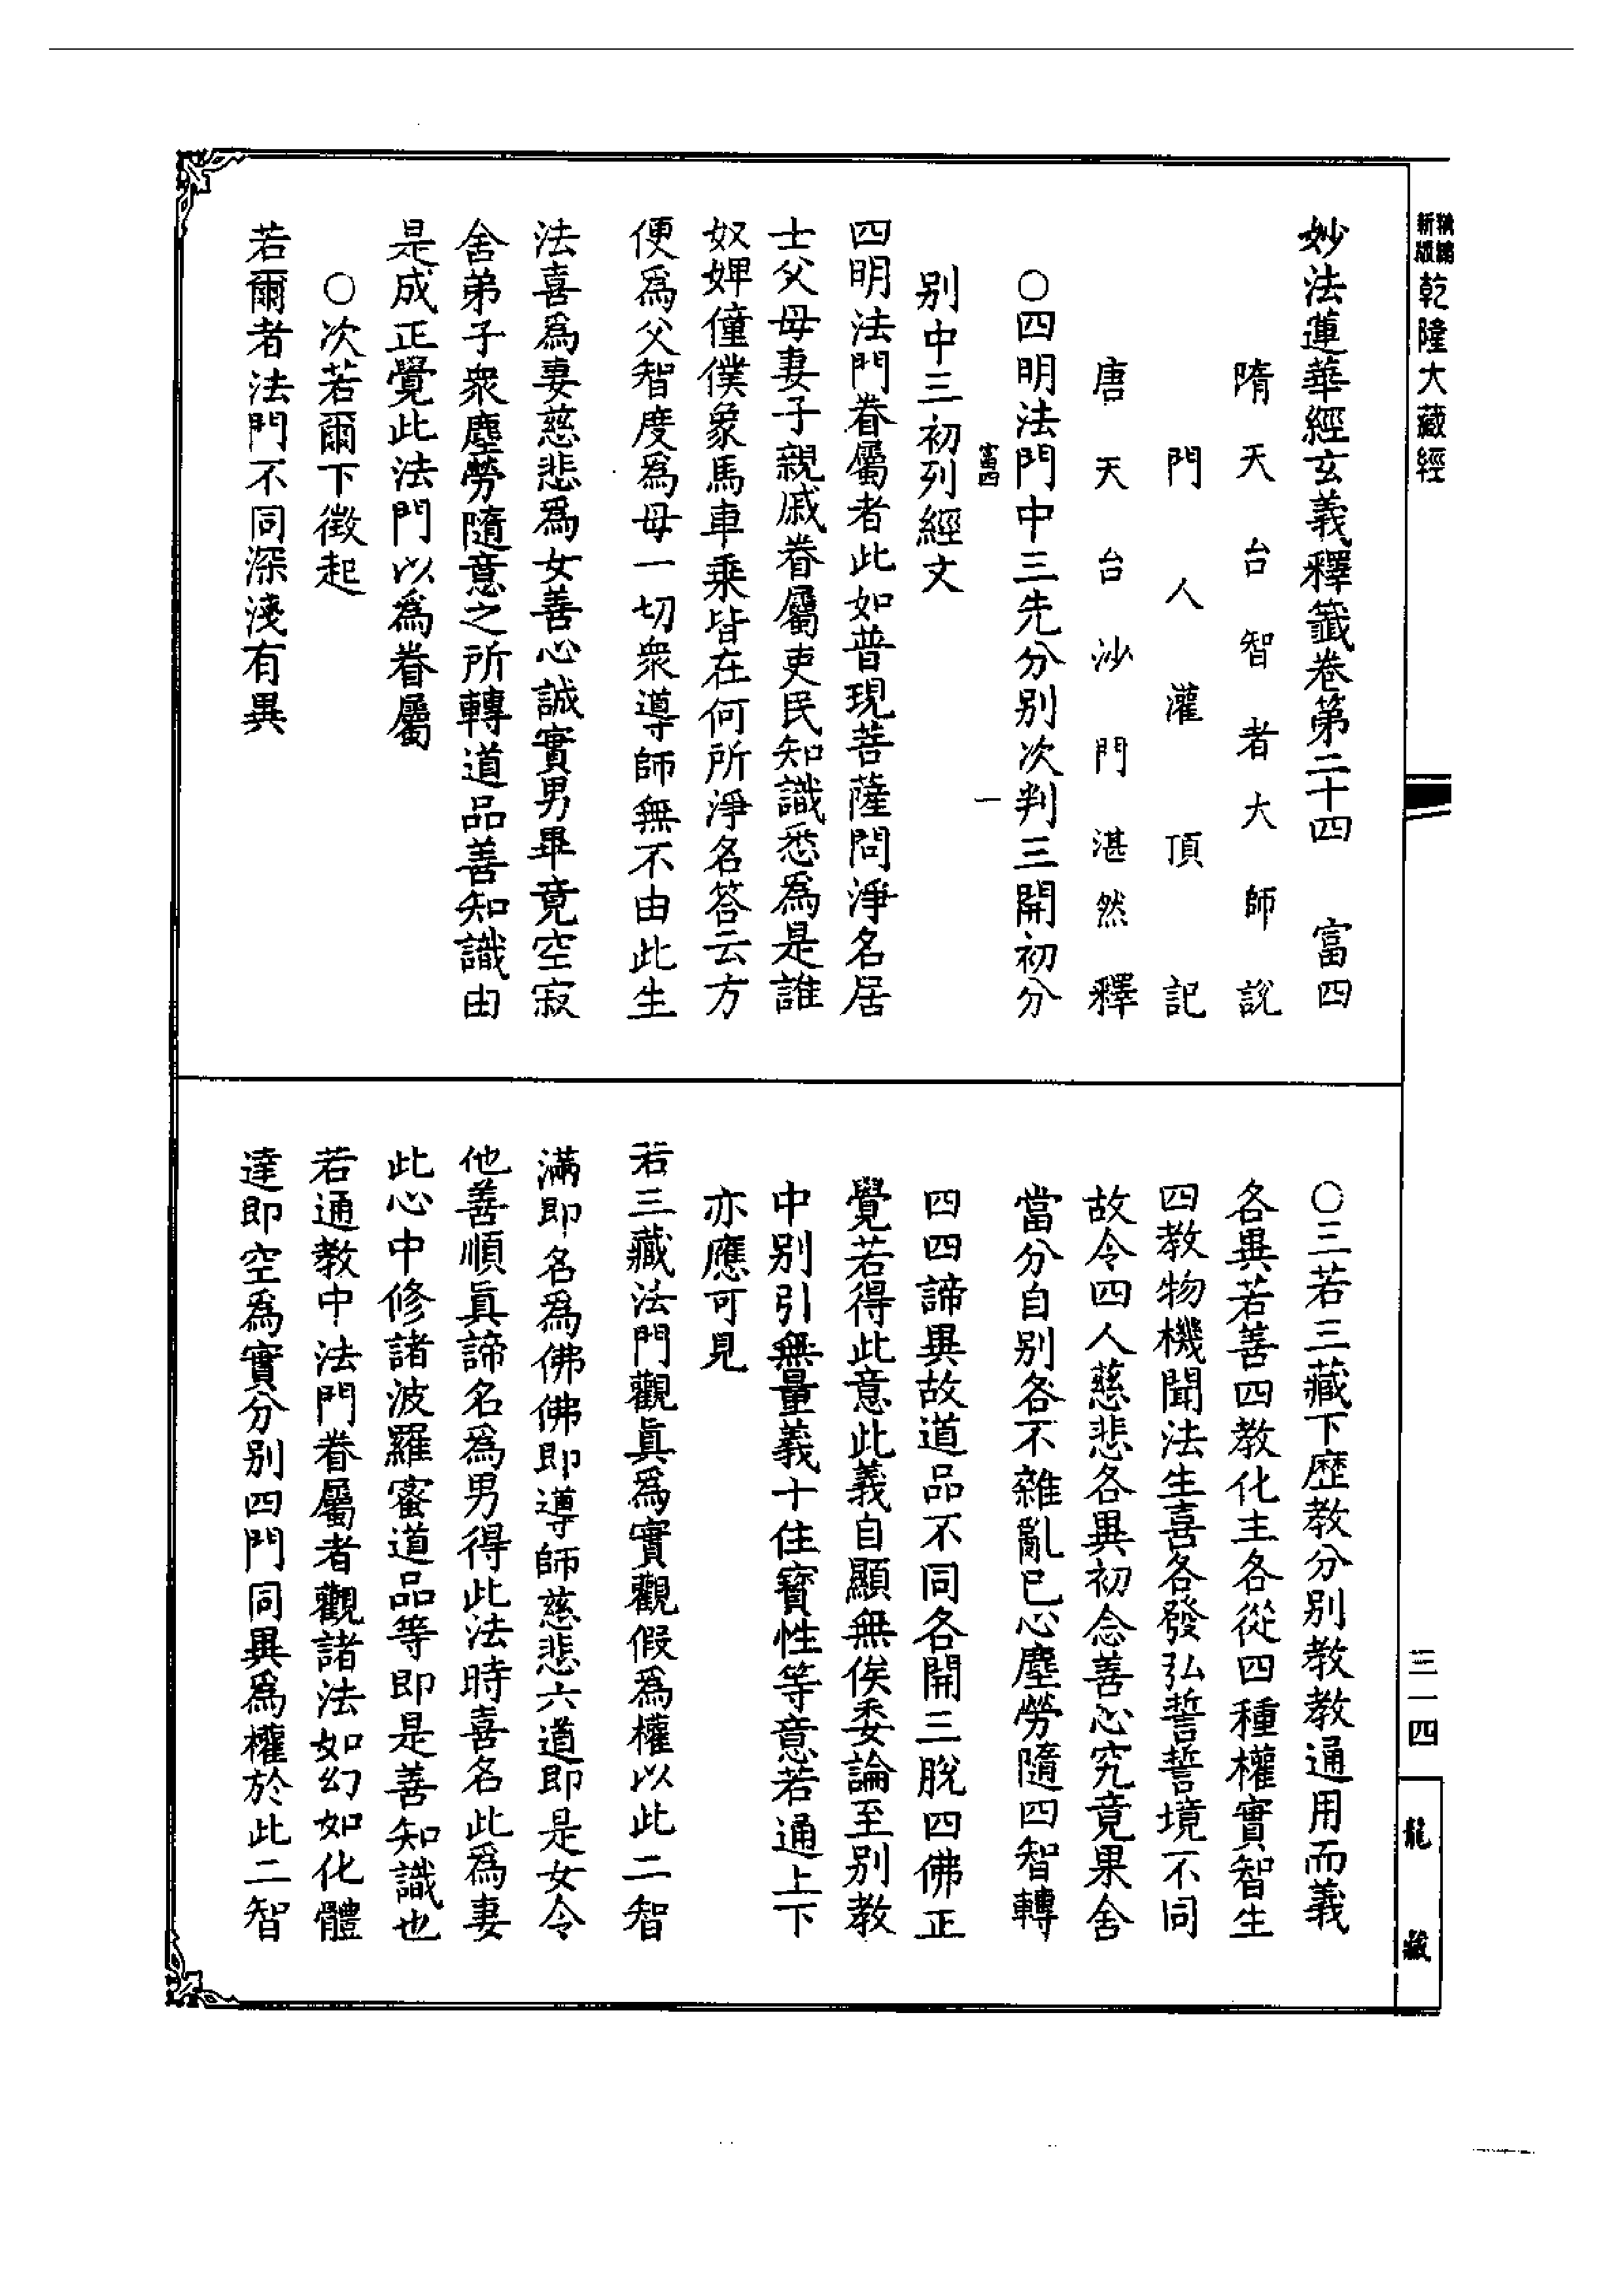 精編新版
乾隆大藏經
妙法蓮華經玄義釋籤卷第二十四 富四
隋天台智者大師說
門人灌頂記
唐天台沙門湛然釋
○四明法門中三先分別次判三開初分
富四 一
別中三初列經文
四明法門眷屬者此如普現菩薩問淨名居
士父母妻子親戚眷屬吏民知識悉爲是誰
奴婢僮僕象馬車乘皆在何所淨名答云方
便爲父智度爲母一切衆導師無不由此生
法喜爲妻慈悲爲女善心誠實男畢竟空寂
舍弟子衆塵勞隨意之所轉道品善知識由
是成正覺此法門以爲眷屬
○次若爾下徵起
若爾者法門不同深淺有異
○三若三藏下歷教分別教教通用而義
各異若善四教化主各從四種權實智生
四教物機聞法生喜各發弘誓誓境不同
故令四人慈悲各異初念善心究竟果舍
當分自別各不雜亂已心塵勞隨四智轉
四四諦異故道品不同各開三脫四佛正
覺若得此意此義自顯無俟委論至別教
中別引無量義十住寶性等意若通上下
亦應可見
若三藏法門觀眞爲實觀假爲權以此二智
滿即名爲佛佛即導師慈悲六道即是女令
他善順眞諦名爲男得此法時喜名此爲妻
此心中修諸波羅蜜道品等即是善知識也
若通教中法門眷屬者觀諸法如幻如化體
達即空爲實分別四門同異爲權於此二智
三一四
龍藏